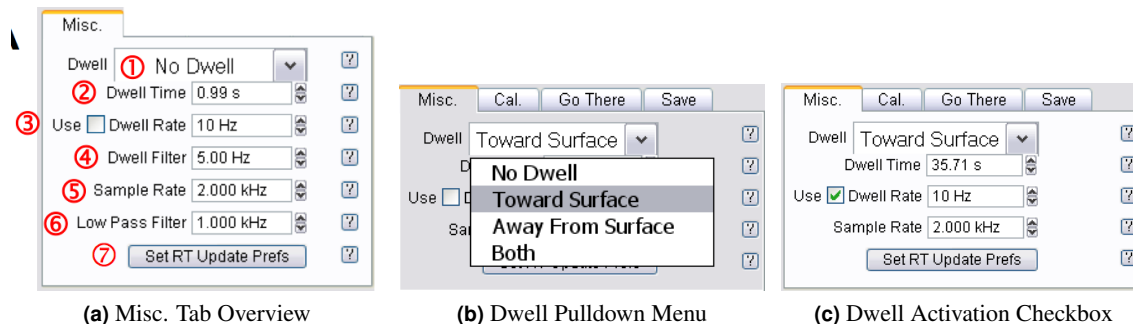 Misc.
Dwell ① No Dwell ?
② Dwell Time 0.99 s ?
③ Use Dwell Rate 10 Hz ?
④ Dwell Filter 5.00 Hz ?
⑤ Sample Rate 2.000 kHz ?
⑥ Low Pass Filter 1.000 kHz ?
⑦ Set RT Update Prefs ?
(a) Misc. Tab Overview
Misc. Cal. Go There Save
Dwell Toward Surface ?
No Dwell ?
Use Toward Surface ?
Away From Surface ?
Both ?
(b) Dwell Pulldown Menu
Misc. Cal. Go There Save
Dwell Toward Surface ?
Dwell Time 35.71 s ?
Use Dwell Rate 10 Hz ?
Sample Rate 2.000 kHz ?
Set RT Update Prefs ?
(c) Dwell Activation Checkbox